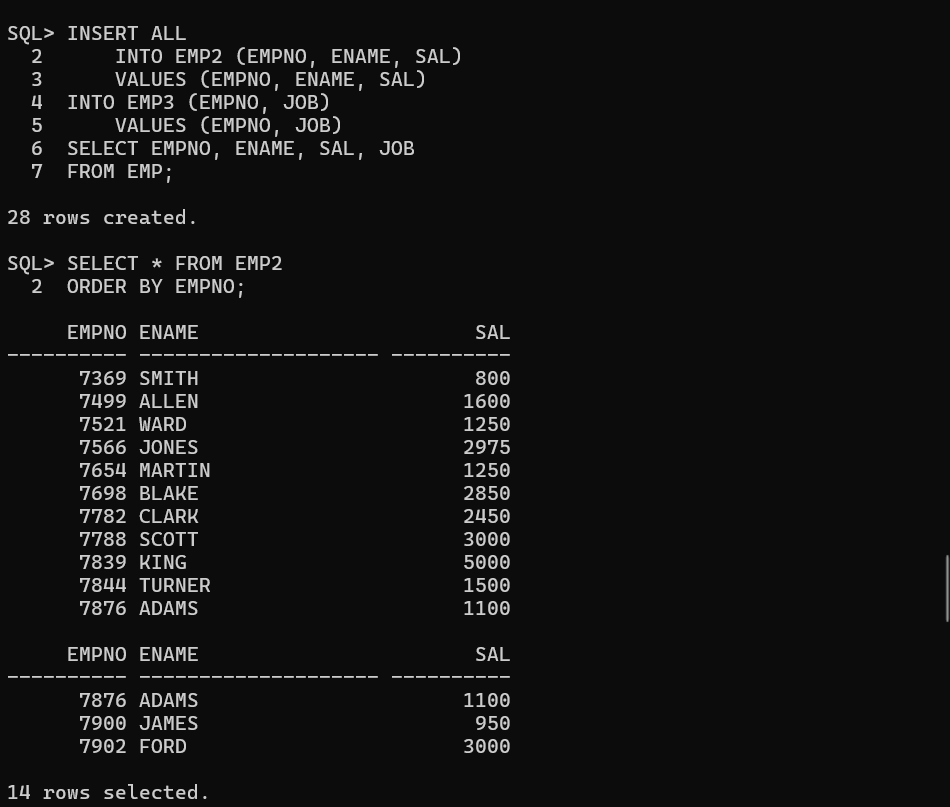 SQL> INSERT ALL
  2      INTO EMP2 (EMPNO, ENAME, SAL)
  3      VALUES (EMPNO, ENAME, SAL)
  4  INTO EMP3 (EMPNO, JOB)
  5      VALUES (EMPNO, JOB)
  6  SELECT EMPNO, ENAME, SAL, JOB
  7  FROM EMP;
28 rows created.
SQL> SELECT * FROM EMP2
  2  ORDER BY EMPNO;
     EMPNO ENAME                       SAL
---------- -------------------- ----------
      7369 SMITH                       800
      7499 ALLEN                      1600
      7521 WARD                       1250
      7566 JONES                      2975
      7654 MARTIN                     1250
      7698 BLAKE                      2850
      7782 CLARK                      2450
      7788 SCOTT                      3000
      7839 KING                       5000
      7844 TURNER                     1500
      7876 ADAMS                      1100
     EMPNO ENAME                       SAL
---------- -------------------- ----------
      7876 ADAMS                      1100
      7900 JAMES                       950
      7902 FORD                       3000
14 rows selected.